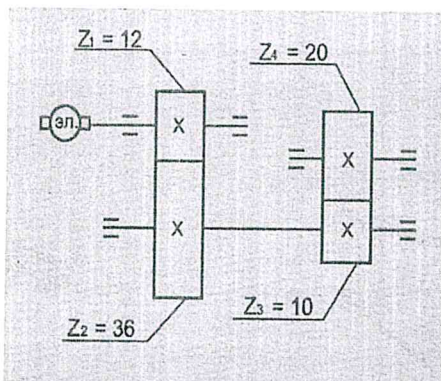 Z₁ = 12
Z₄ = 20
эл.
X
X
X
X
Z₃ = 10
Z₂ = 36